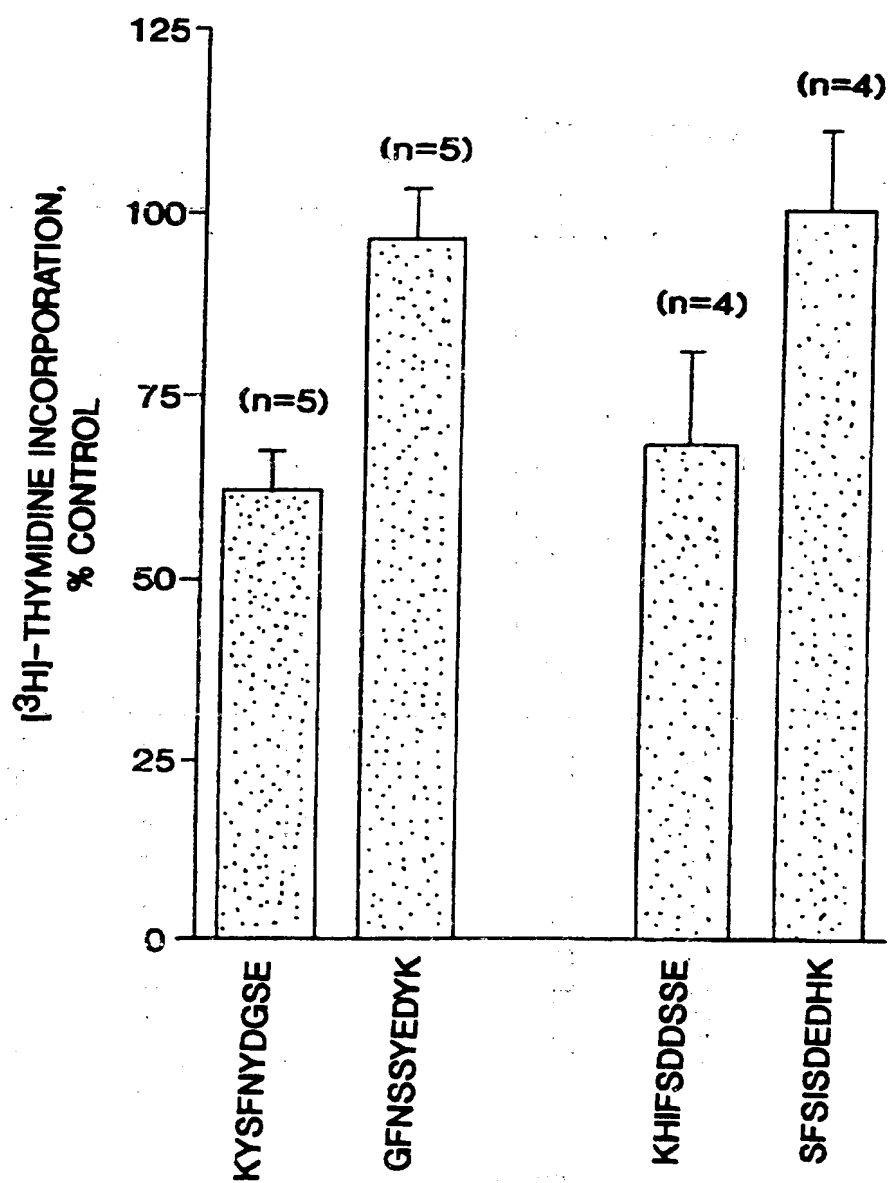 125
(n=4)
(n=5)
100
(n=4)
75
(n=5)
50
25
0
[³H]-THYMIDINE INCORPORATION,
% CONTROL
KYSFNYDGSE
GFNSSYEDYK
KHIFSDDSSE
SFSISDEDHK